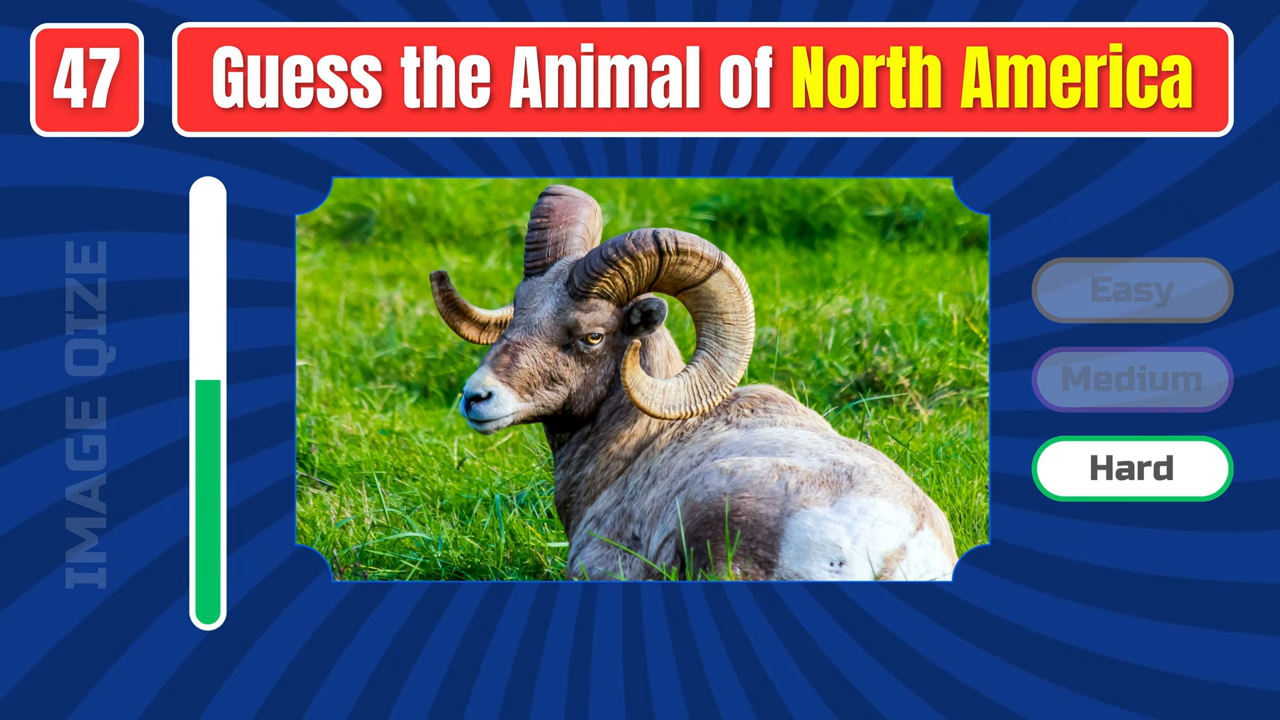 47
Guess the Animal of North America
IMAGE QIZE
Easy
Medium
Hard